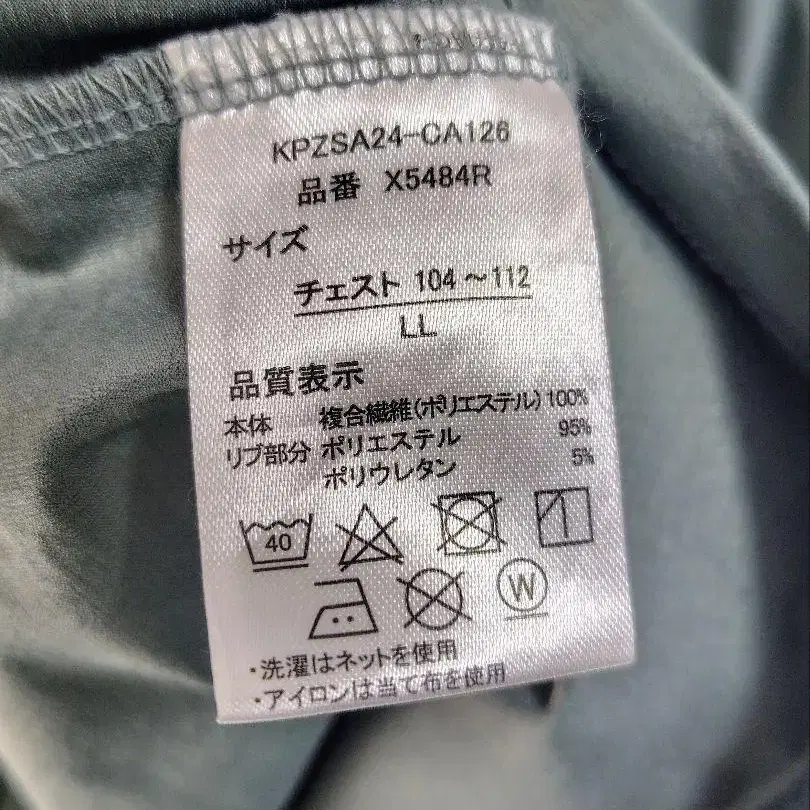 KPZSA24-CA126
品番 X5484R
サイズ
チェスト 104～112
LL
品質表示
本体 複合繊維(ポリエステル) 100%
リブ部分 ポリエステル 95%
ポリウレタン 5%
40
W
・洗濯はネットを使用
・アイロンは当て布を使用